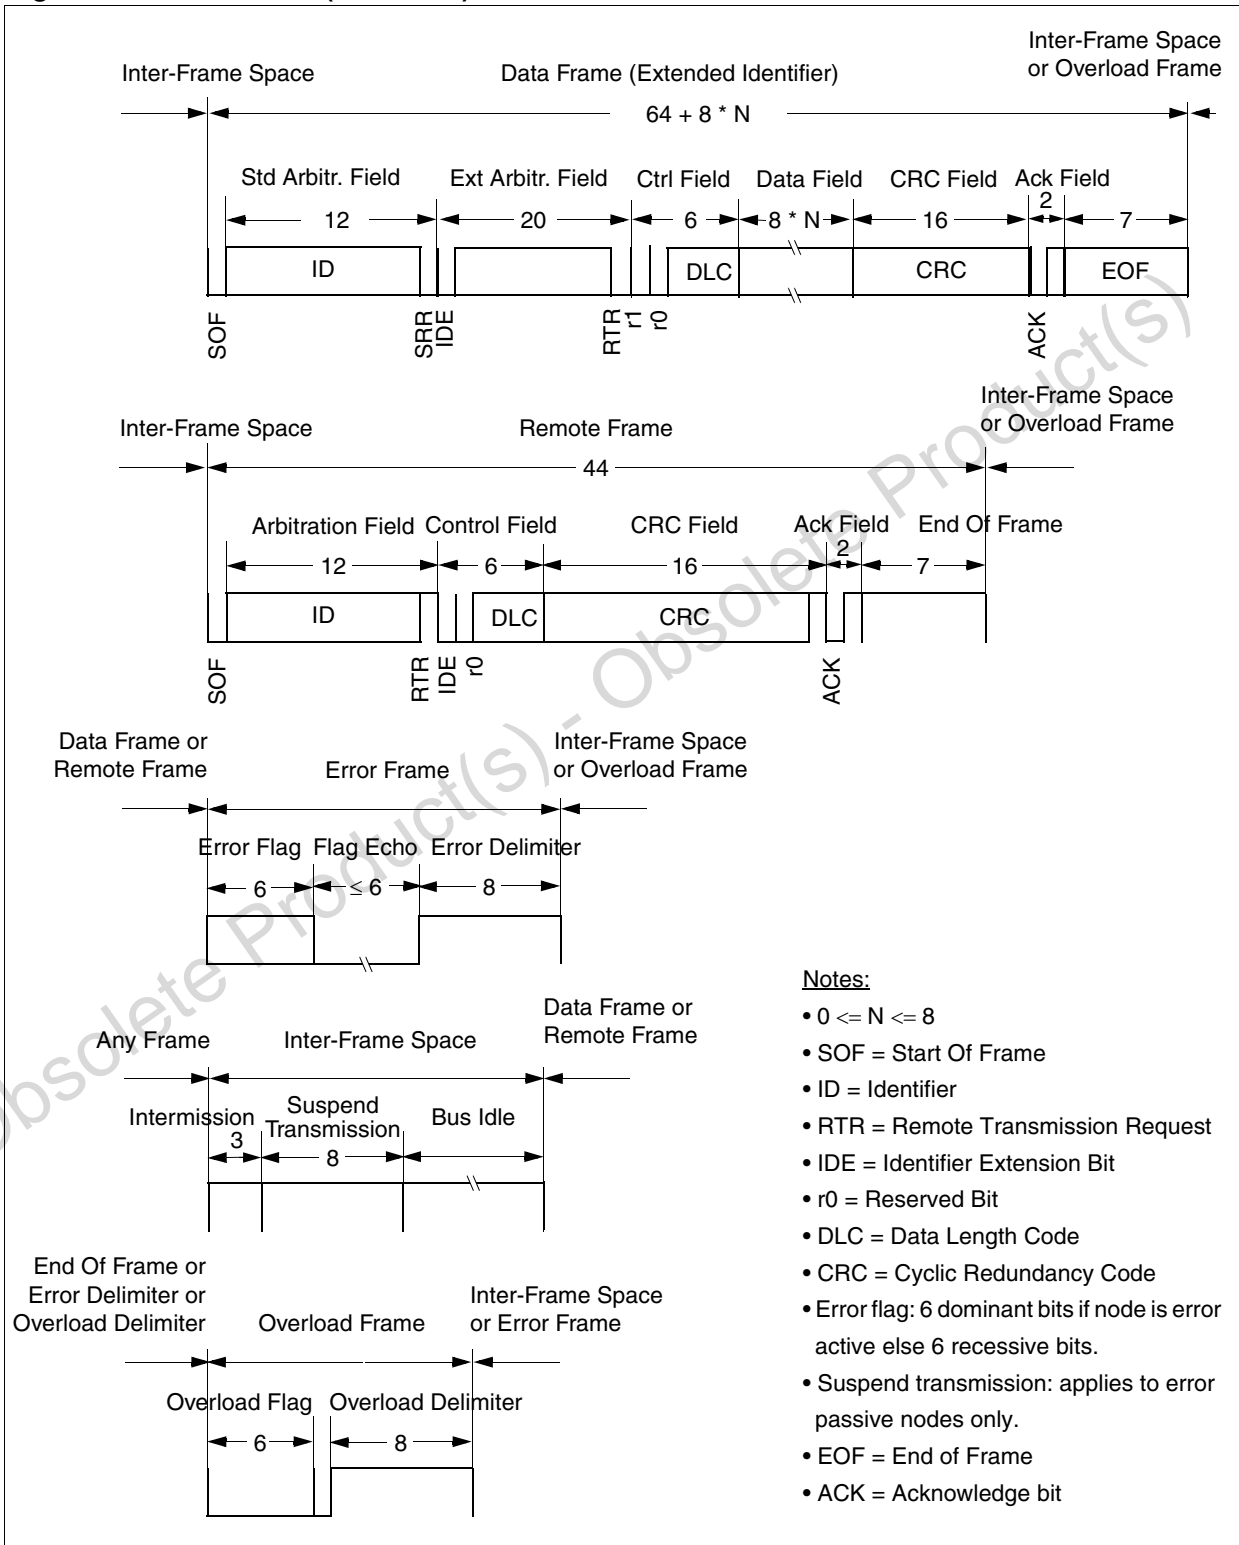 Inter-Frame Space
Data Frame (Extended Identifier)
Inter-Frame Space
or Overload Frame
64 + 8 * N
Std Arbitr. Field
Ext Arbitr. Field
Ctrl Field
Data Field
CRC Field
Ack Field
12
20
6
8 * N
16
2
7
ID
DLC
CRC
EOF
SOF
SRR
IDE
RTR
r1
r0
ACK
Inter-Frame Space
Remote Frame
Inter-Frame Space
or Overload Frame
44
Arbitration Field
Control Field
CRC Field
Ack Field
End Of Frame
12
6
16
2
7
ID
DLC
CRC
SOF
RTR
IDE
r0
ACK
Data Frame or
Remote Frame
Error Frame
Inter-Frame Space
or Overload Frame
Error Flag
Flag Echo
Error Delimiter
6
≤ 6
8
Any Frame
Inter-Frame Space
Data Frame or
Remote Frame
Intermission
Suspend
Transmission
Bus Idle
3
8
End Of Frame or
Error Delimiter or
Overload Delimiter
Overload Frame
Inter-Frame Space
or Error Frame
Overload Flag
Overload Delimiter
6
8
Notes:
• 0 <= N <= 8
• SOF = Start Of Frame
• ID = Identifier
• RTR = Remote Transmission Request
• IDE = Identifier Extension Bit
• r0 = Reserved Bit
• DLC = Data Length Code
• CRC = Cyclic Redundancy Code
• Error flag: 6 dominant bits if node is error
active else 6 recessive bits.
• Suspend transmission: applies to error
passive nodes only.
• EOF = End of Frame
• ACK = Acknowledge bit
Obsolete Product(s) - Obsolete Product(s)